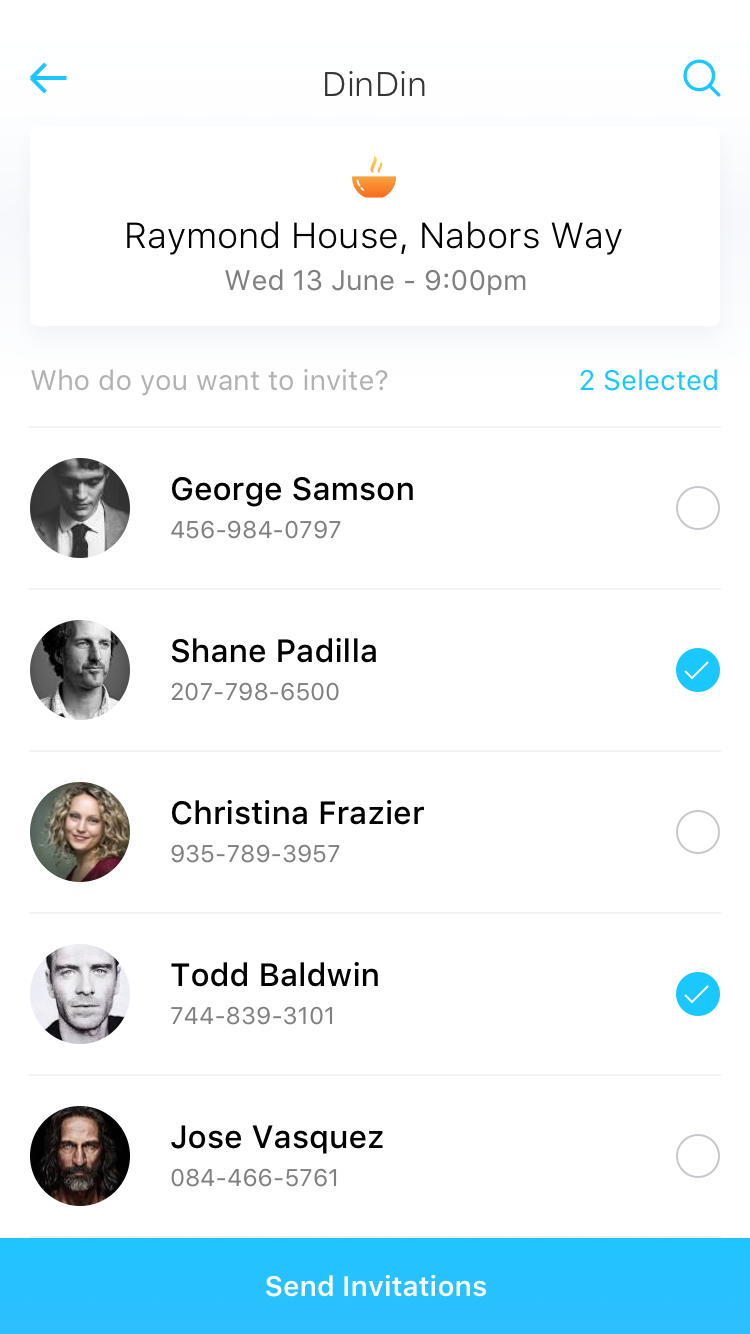 DinDin
Raymond House, Nabors Way
Wed 13 June - 9:00pm
Who do you want to invite? 2 Selected
George Samson
456-984-0797
Shane Padilla
207-798-6500
Christina Frazier
935-789-3957
Todd Baldwin
744-839-3101
Jose Vasquez
084-466-5761
Send Invitations